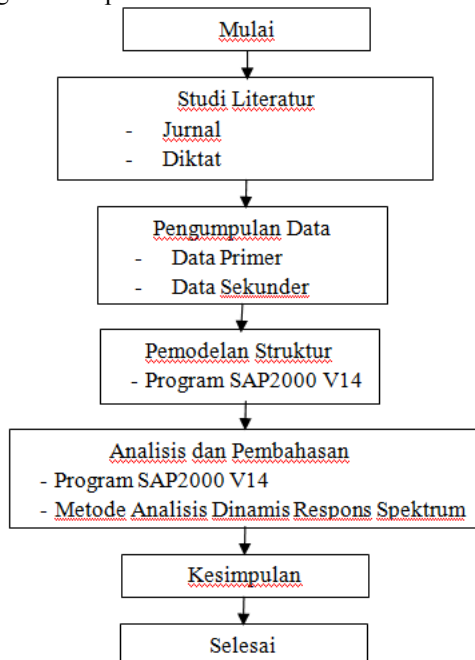 Mulai
Studi Literatur
- Jurnal
- Diktat
Pengumpulan Data
- Data Primer
- Data Sekunder
Pemodelan Struktur
- Program SAP2000 V14
Analisis dan Pembahasan
- Program SAP2000 V14
- Metode Analisis Dinamis Respons Spektrum
Kesimpulan
Selesai